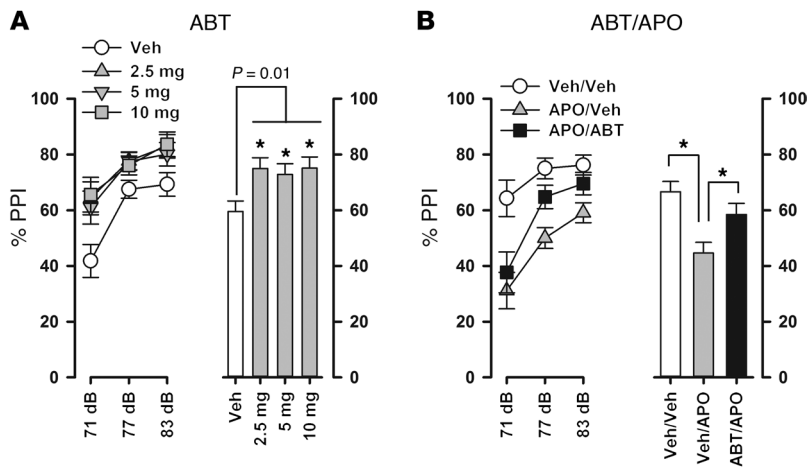 A
ABT
Veh
2.5 mg
5 mg
10 mg
P = 0.01
100
80
60
40
20
0
% PPI
* * *
100
80
60
40
20
0
71 dB
77 dB
83 dB
Veh
2.5 mg
5 mg
10 mg
B
ABT/APO
Veh/Veh
APO/Veh
APO/ABT
100
80
60
40
20
0
% PPI
*
*
100
80
60
40
20
0
71 dB
77 dB
83 dB
Veh/Veh
Veh/APO
ABT/APO